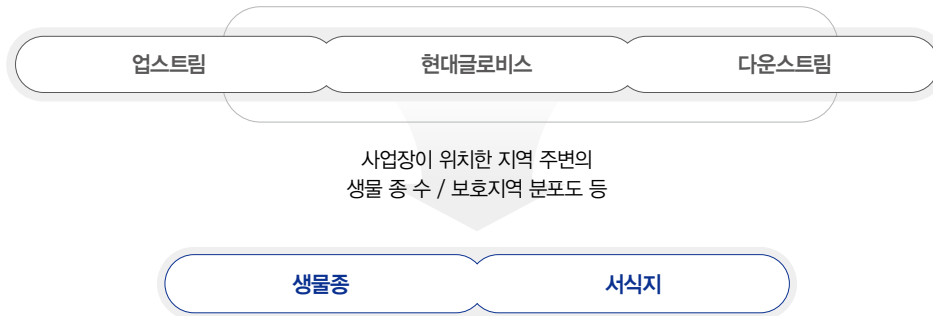 업스트림 현대글로비스 다운스트림
사업장이 위치한 지역 주변의
생물 종 수 / 보호지역 분포도 등
생물종 서식지